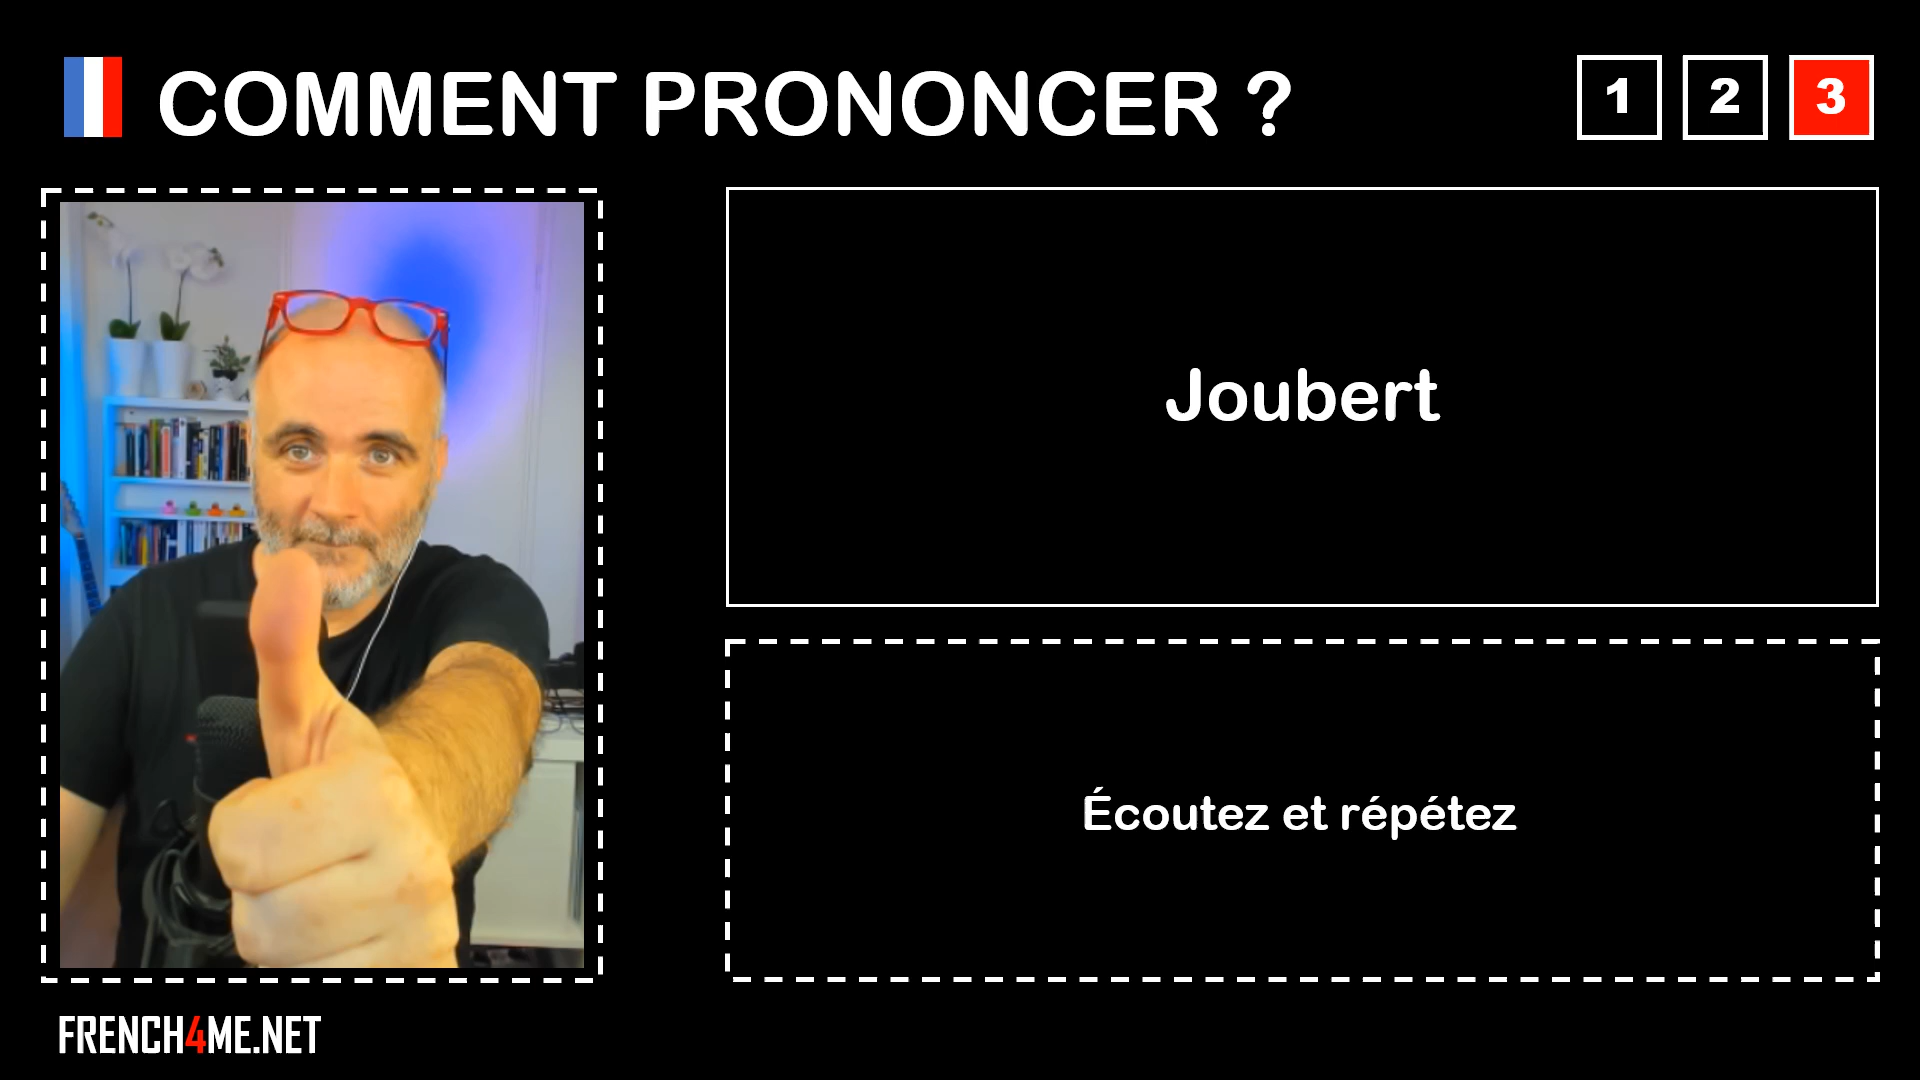 COMMENT PRONONCER ?
1 2 3
Joubert
Écoutez et répétez
FRENCH4ME.NET